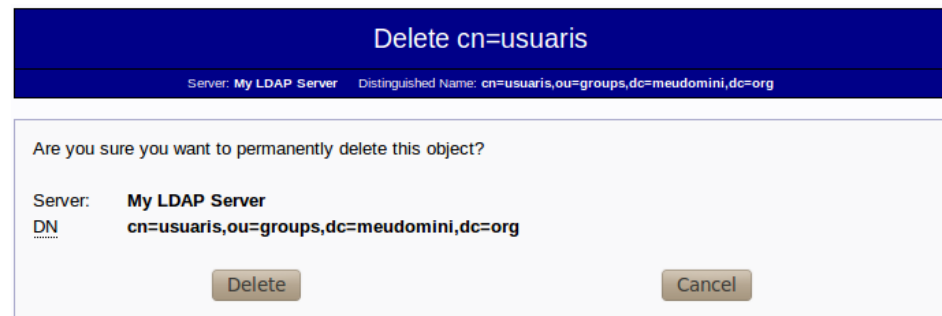 Delete cn=usuaris
Server: My LDAP Server Distinguished Name: cn=usuaris,ou=groups,dc=meudomini,dc=org
Are you sure you want to permanently delete this object?
Server: My LDAP Server
DN cn=usuaris,ou=groups,dc=meudomini,dc=org
Delete Cancel